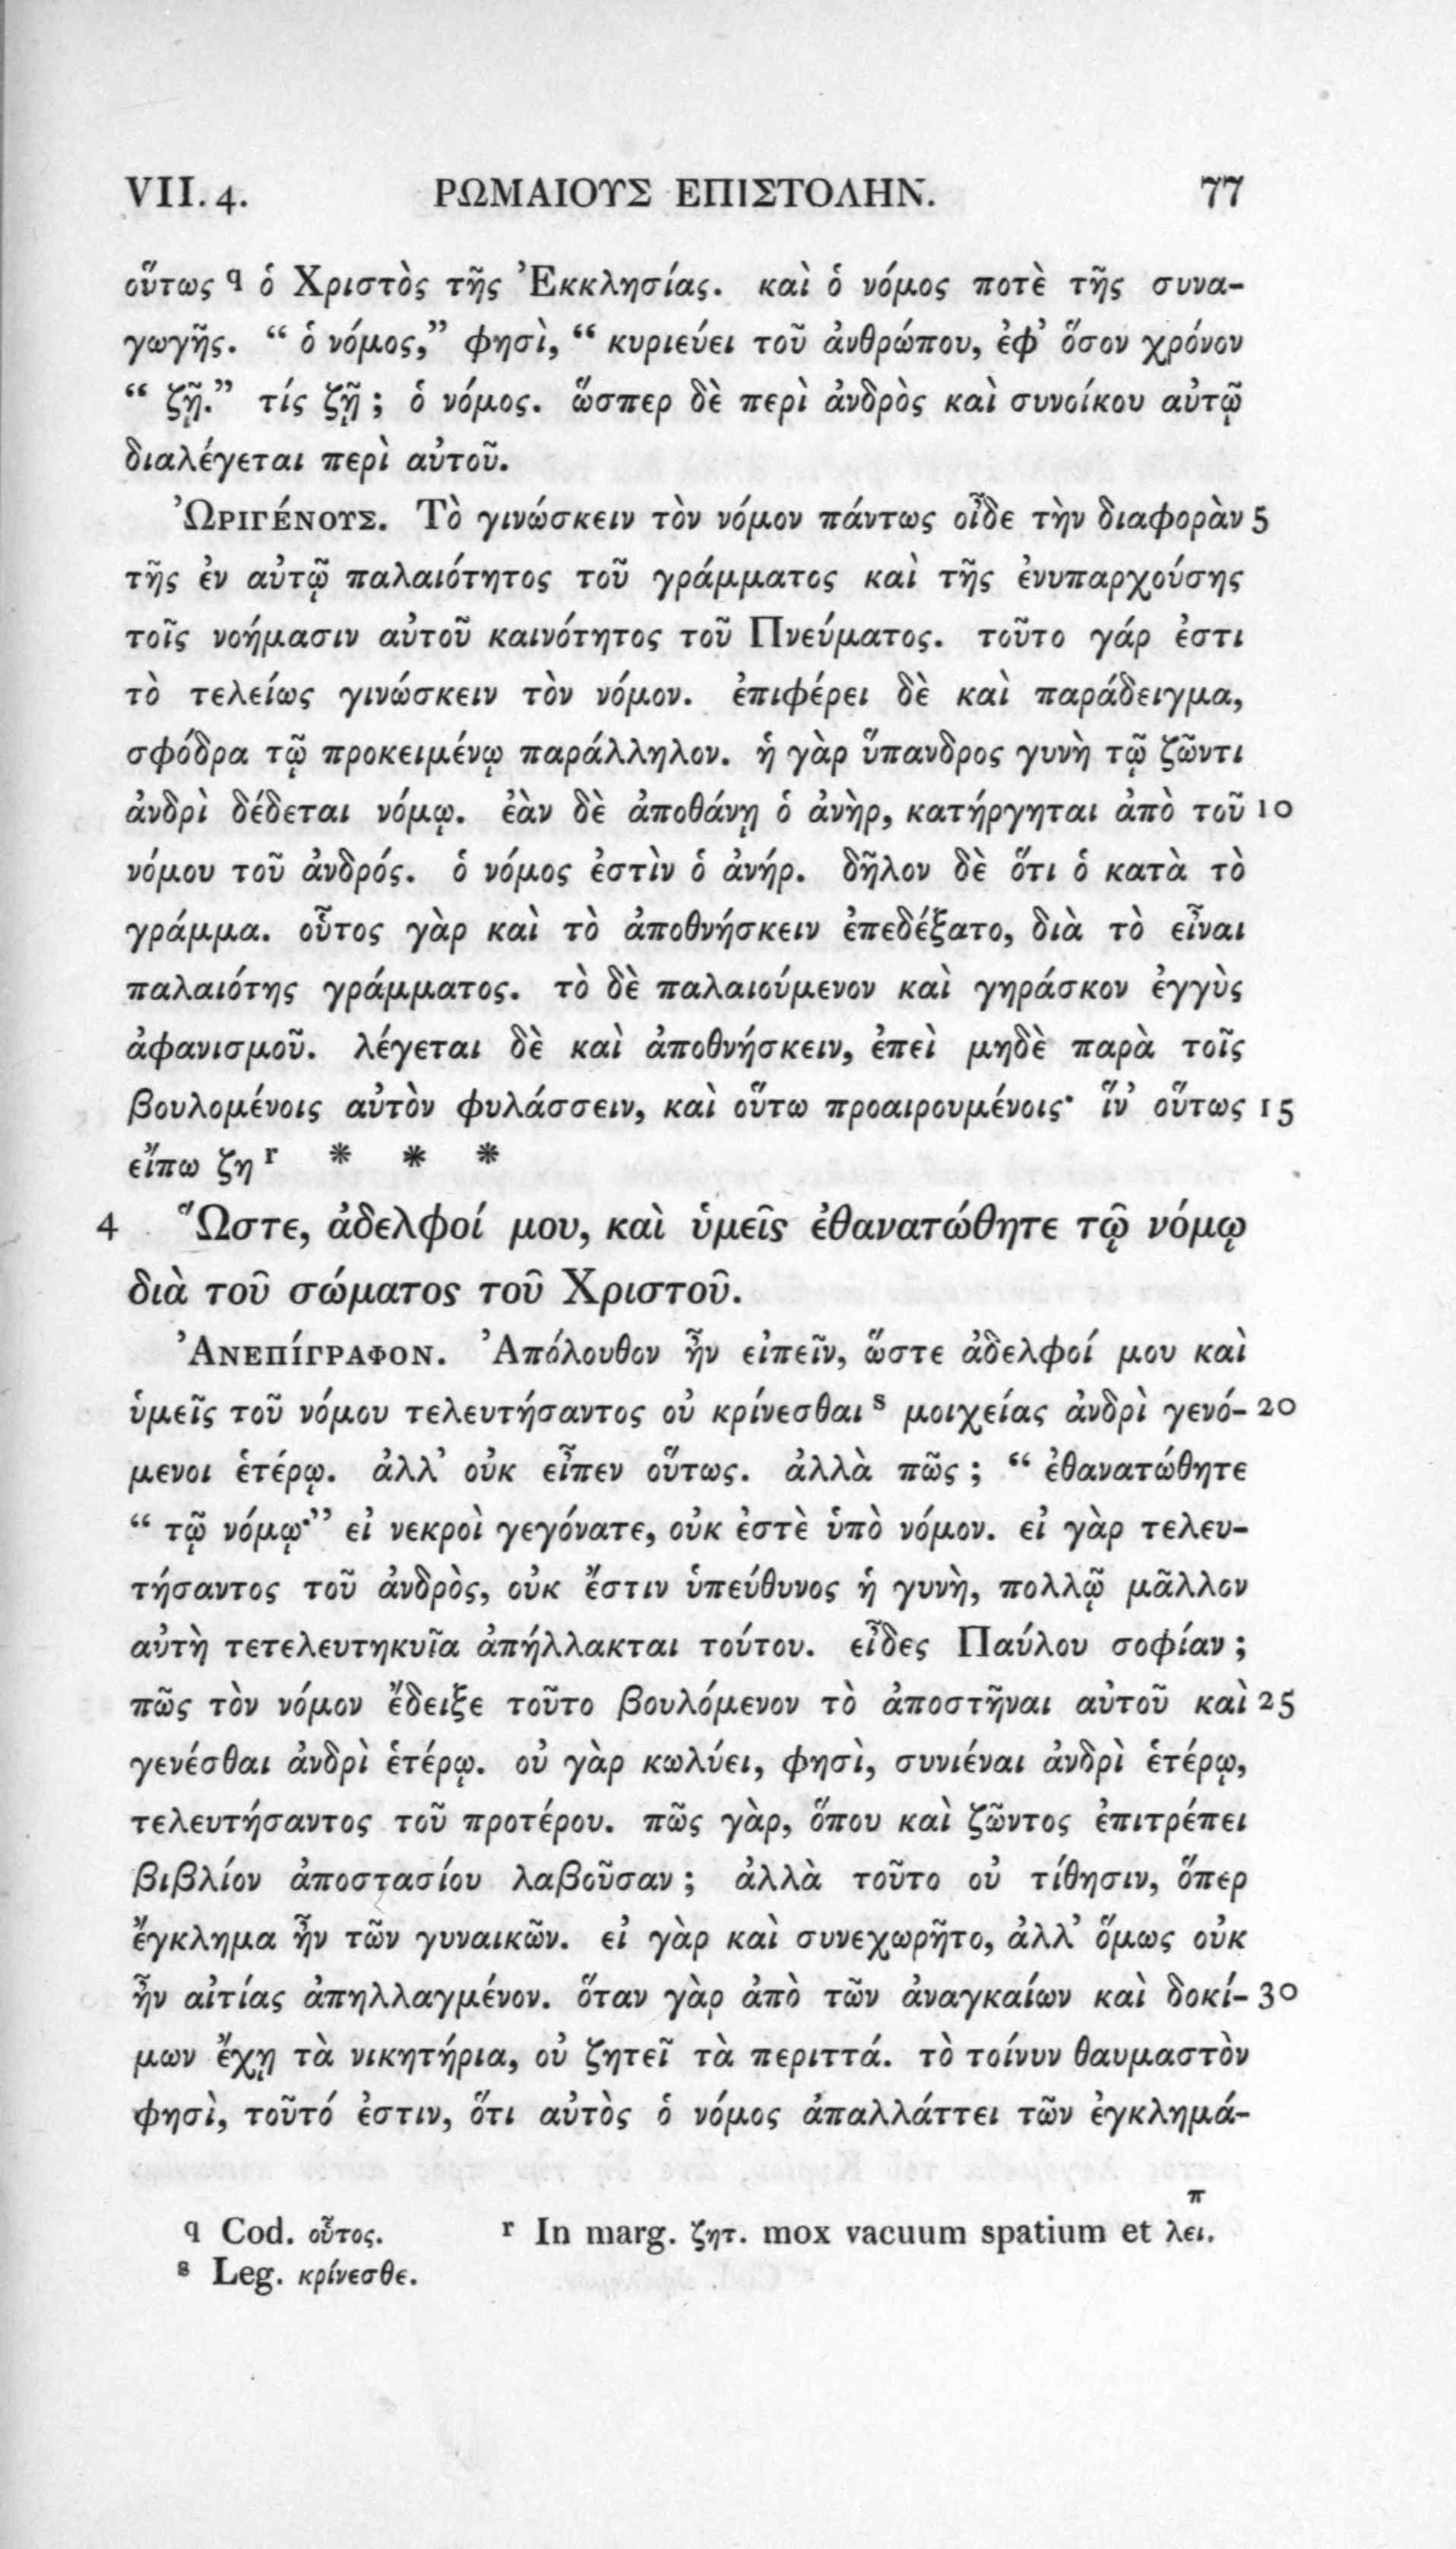 VII. 4. ΡΩΜΑΙΟΥΣ ΕΠΙΣΤΟΛΗΝ. 77
οὕτως q ὁ Χριστὸς τῆς Ἐκκλησίας. καὶ ὁ νόμος ποτὲ τῆς συνα-
γωγῆς. “ ὁ νόμος,” φησὶ, “ κυριεύει τοῦ ἀνθρώπου, ἐφ’ ὅσον χρόνον
“ ζῇ.” τίς ζῇ ; ὁ νόμος. ὥσπερ δὲ περὶ ἀνδρὸς καὶ συνοίκου αὐτῷ
διαλέγεται περὶ αὐτοῦ.
ὨΡΙΓΈΝΟΥΣ. Τὸ γινώσκειν τὸν νόμον πάντως οἶδε τὴν διαφορὰν 5
τῆς ἐν αὐτῷ παλαιότητος τοῦ γράμματος καὶ τῆς ἐνυπαρχούσης
τοῖς νοήμασιν αὐτοῦ καινότητος τοῦ Πνεύματος. τοῦτο γάρ ἐστι
τὸ τελείως γινώσκειν τὸν νόμον. ἐπιφέρει δὲ καὶ παράδειγμα,
σφόδρα τῷ προκειμένῳ παράλληλον. ἡ γὰρ ὕπανδρος γυνὴ τῷ ζῶντι
ἀνδρὶ δέδεται νόμῳ. ἐὰν δὲ ἀποθάνῃ ὁ ἀνὴρ, κατήργηται ἀπὸ τοῦ 10
νόμου τοῦ ἀνδρός. ὁ νόμος ἐστὶν ὁ ἀνήρ. δῆλον δὲ ὅτι ὁ κατὰ τὸ
γράμμα. οὗτος γὰρ καὶ τὸ ἀποθνήσκειν ἐπεδέξατο, διὰ τὸ εἶναι
παλαιότης γράμματος. τὸ δὲ παλαιούμενον καὶ γηράσκον ἐγγὺς
ἀφανισμοῦ. λέγεται δὲ καὶ ἀποθνήσκειν, ἐπεὶ μηδὲ παρὰ τοῖς
βουλομένοις αὐτὸν φυλάσσειν, καὶ οὕτω προαιρουμένοις· ἵν’ οὕτως 15
εἴπω ζη r * * *
4 Ὥστε, ἀδελφοί μου, καὶ ὑμεῖς ἐθανατώθητε τῷ νόμῳ
διὰ τοῦ σώματος τοῦ Χριστοῦ.
ἈΝΕΠΊΓΡΑΦΟΝ. Ἀπόλουθον ἦν εἰπεῖν, ὥστε ἀδελφοί μου καὶ
ὑμεῖς τοῦ νόμου τελευτήσαντος οὐ κρίνεσθαι s μοιχείας ἀνδρὶ γενό- 20
μενοι ἑτέρῳ. ἀλλ’ οὐκ εἶπεν οὕτως. ἀλλὰ πῶς ; “ ἐθανατώθητε
“ τῷ νόμῳ·” εἰ νεκροὶ γεγόνατε, οὐκ ἐστὲ ὑπὸ νόμον. εἰ γὰρ τελευ-
τήσαντος τοῦ ἀνδρὸς, οὐκ ἔστιν ὑπεύθυνος ἡ γυνὴ, πολλῷ μᾶλλον
αὐτὴ τετελευτηκυῖα ἀπήλλακται τούτου. εἶδες Παύλου σοφίαν ;
πῶς τὸν νόμον ἔδειξε τοῦτο βουλόμενον τὸ ἀποστῆναι αὐτοῦ καὶ 25
γενέσθαι ἀνδρὶ ἑτέρῳ. οὐ γὰρ κωλύει, φησὶ, συνιέναι ἀνδρὶ ἑτέρῳ,
τελευτήσαντος τοῦ προτέρου. πῶς γὰρ, ὅπου καὶ ζῶντος ἐπιτρέπει
βιβλίον ἀποστασίου λαβοῦσαν ; ἀλλὰ τοῦτο οὐ τίθησιν, ὅπερ
ἔγκλημα ἦν τῶν γυναικῶν. εἰ γὰρ καὶ συνεχωρῆτο, ἀλλ’ ὅμως οὐκ
ἦν αἰτίας ἀπηλλαγμένον. ὅταν γὰρ ἀπὸ τῶν ἀναγκαίων καὶ δοκί- 30
μων ἔχῃ τὰ νικητήρια, οὐ ζητεῖ τὰ περιττά. τὸ τοίνυν θαυμαστὸν
φησὶ, τοῦτό ἐστιν, ὅτι αὐτὸς ὁ νόμος ἀπαλλάττει τῶν ἐγκλημά-
q Cod. οὗτος. r In marg. ζητ. mox vacuum spatium et λειπ.
s Leg. κρίνεσθε.